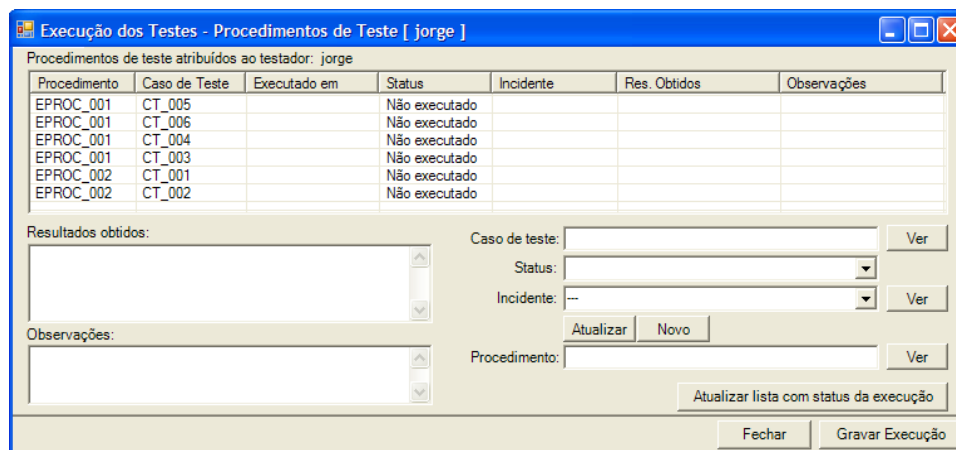 Execução dos Testes - Procedimentos de Teste [ jorge ]
Procedimentos de teste atribuídos ao testador: jorge
Procedimento Caso de Teste Executado em Status Incidente Res. Obtidos Observações
EPROC_001 CT_005 Não executado
EPROC_001 CT_006 Não executado
EPROC_001 CT_004 Não executado
EPROC_001 CT_003 Não executado
EPROC_002 CT_001 Não executado
EPROC_002 CT_002 Não executado
Resultados obtidos:
Caso de teste: Ver
Status:
Incidente: --- Ver
Atualizar Novo
Observações:
Procedimento: Ver
Atualizar lista com status da execução
Fechar Gravar Execução